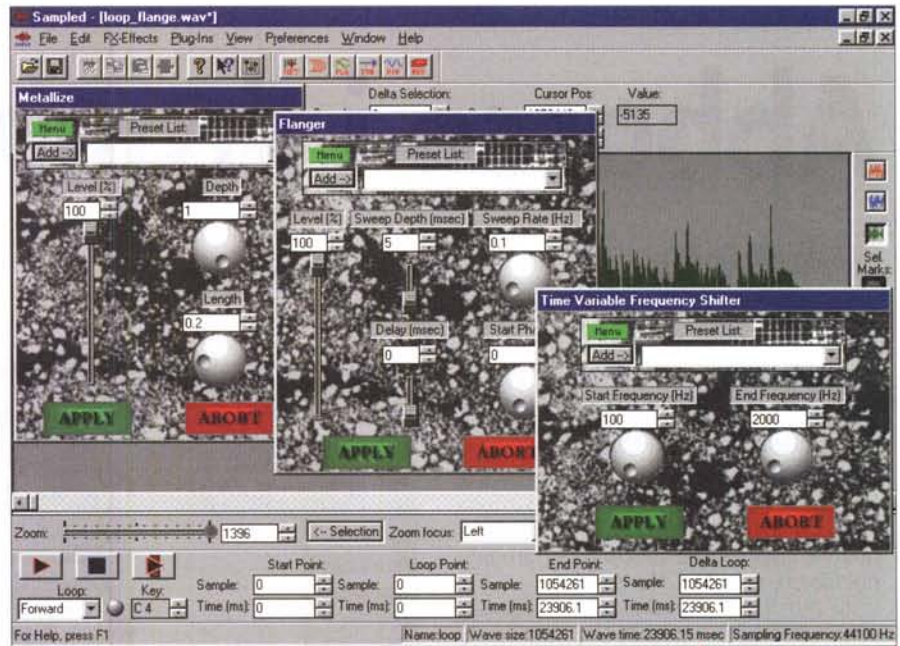 Sampled - [loop_flange.wav*]
File Edit FX-Effects Plug-Ins View Preferences Window Help
Delta Selection: Cursor Pos: Value:
-5135
Metallize
Menu Preset List:
Add -->
Level (%) Depth
100 1
Length
0.2
APPLY ABORT
Flanger
Menu Preset List:
Add -->
Level (%) Sweep Depth (msec) Sweep Rate (Hz)
100 5 0.1
Delay (msec) Start
0 0
APPLY
Sel.
Marks:
Time Variable Frequency Shifter
Menu Preset List:
Add -->
Start Frequency (Hz) End Frequency (Hz)
100 2000
APPLY ABORT
Zoom: 1396 <-- Selection Zoom focus: Left
Start Point: Loop Point: End Point: Delta Loop:
Loop: Key: Sample: 0 Sample: 0 Sample: 1054261 Sample: 1054261
Forward C 4 Time (ms): 0 Time (ms): 0 Time (ms): 23906.1 Time (ms): 23906.1
For Help, press F1 Name:loop Wave size:1054261 Wave time:23906.15 msec Sampling Frequency:44100 Hz